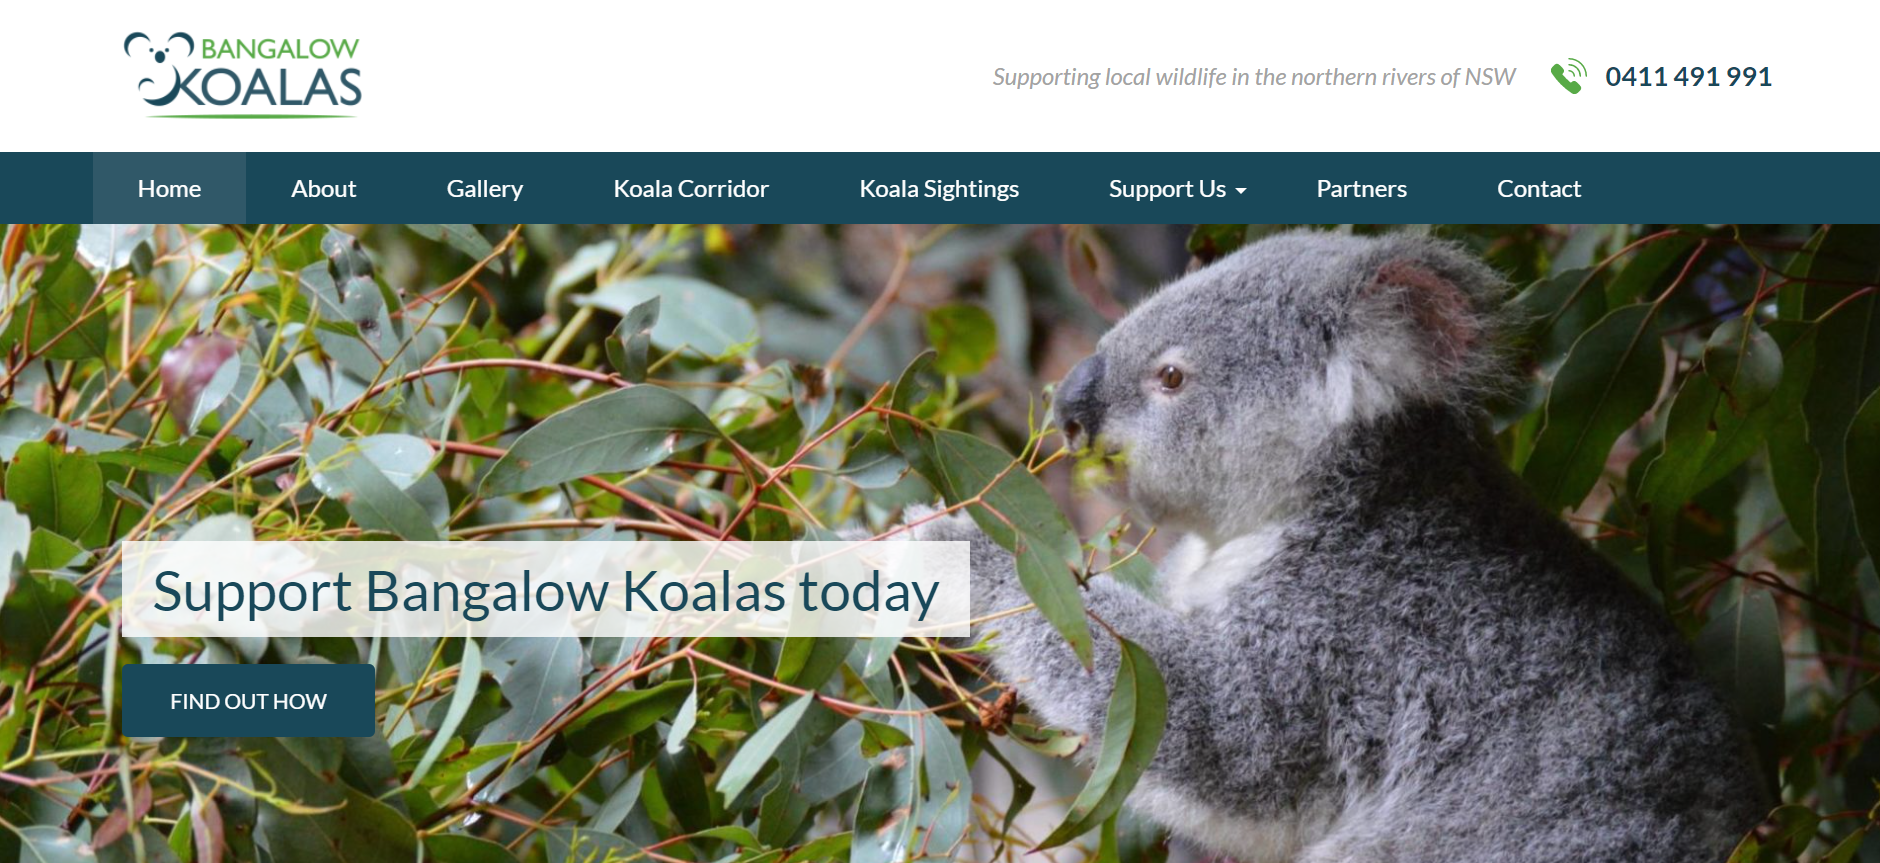 BANGALOW
KOALAS
Supporting local wildlife in the northern rivers of NSW
0411 491 991
Home
About
Gallery
Koala Corridor
Koala Sightings
Support Us
Partners
Contact
Support Bangalow Koalas today
FIND OUT HOW